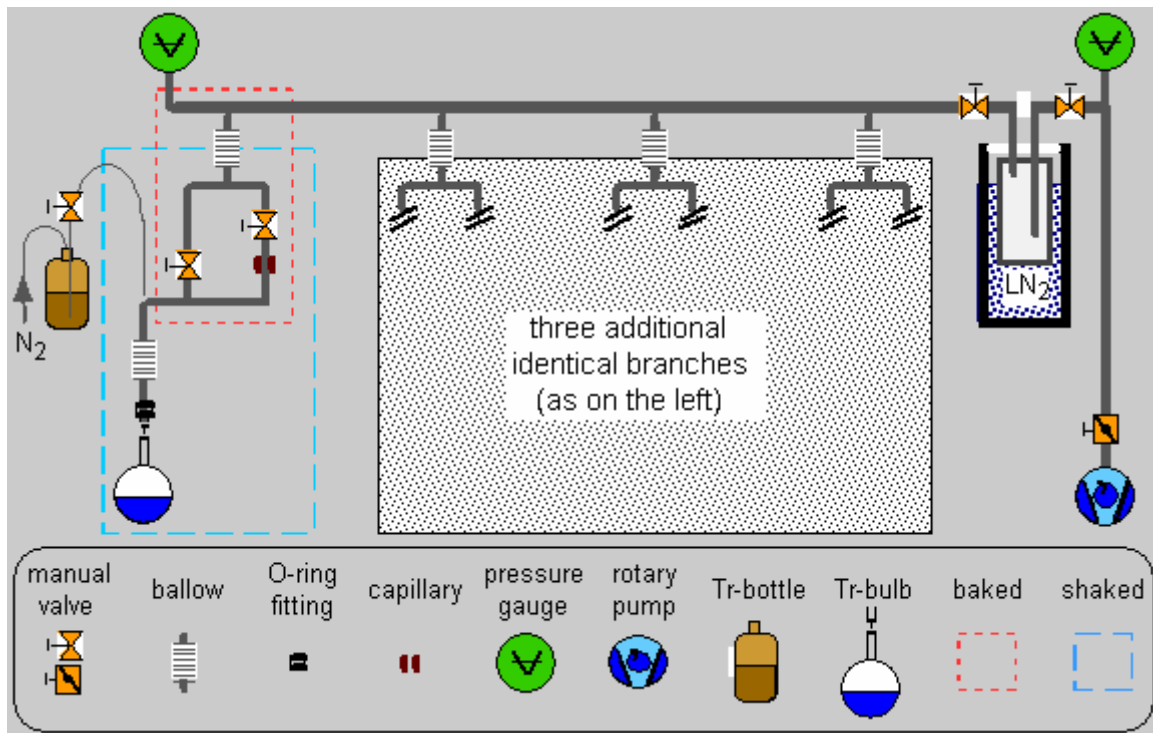 N2
three additional
identical branches
(as on the left)
LN2
manual
valve
ballow
O-ring
fitting
capillary
pressure
gauge
rotary
pump
Tr-bottle
Tr-bulb
baked
shaked